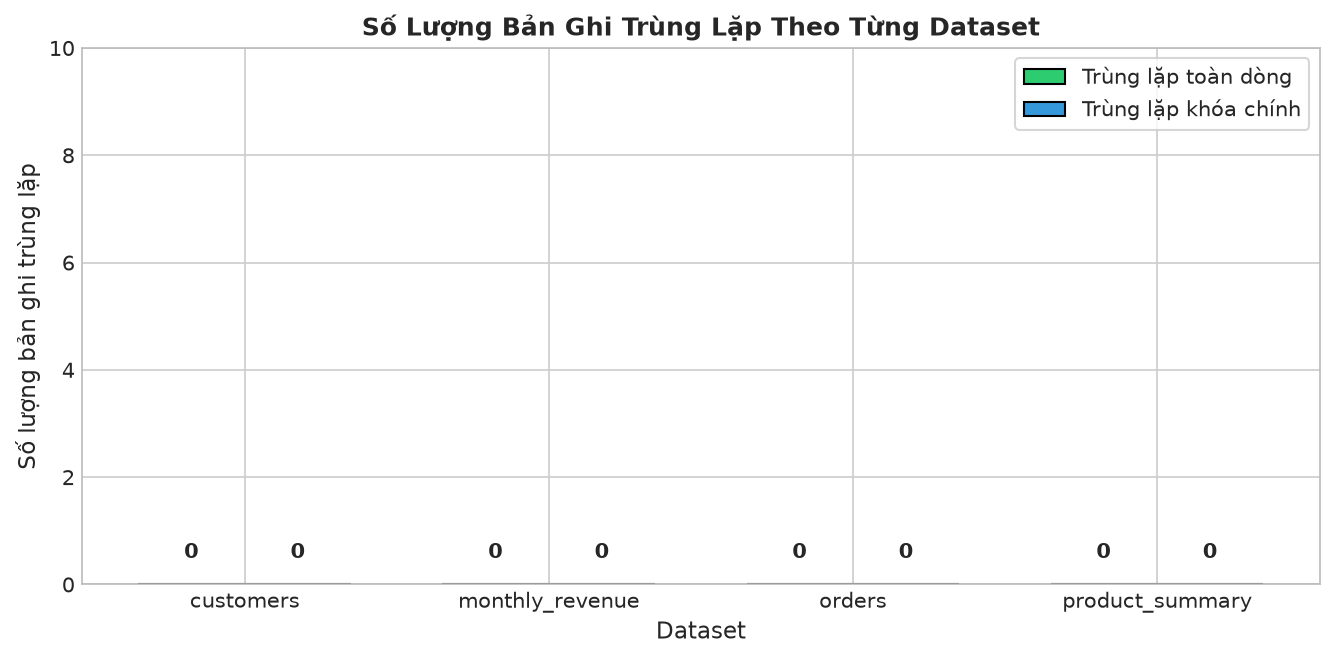 Số Lượng Bản Ghi Trùng Lặp Theo Từng Dataset
Trùng lặp toàn dòng
Trùng lặp khóa chính
Số lượng bản ghi trùng lặp
10
8
6
4
2
0
0 0 0 0 0 0 0 0
customers monthly_revenue orders product_summary
Dataset